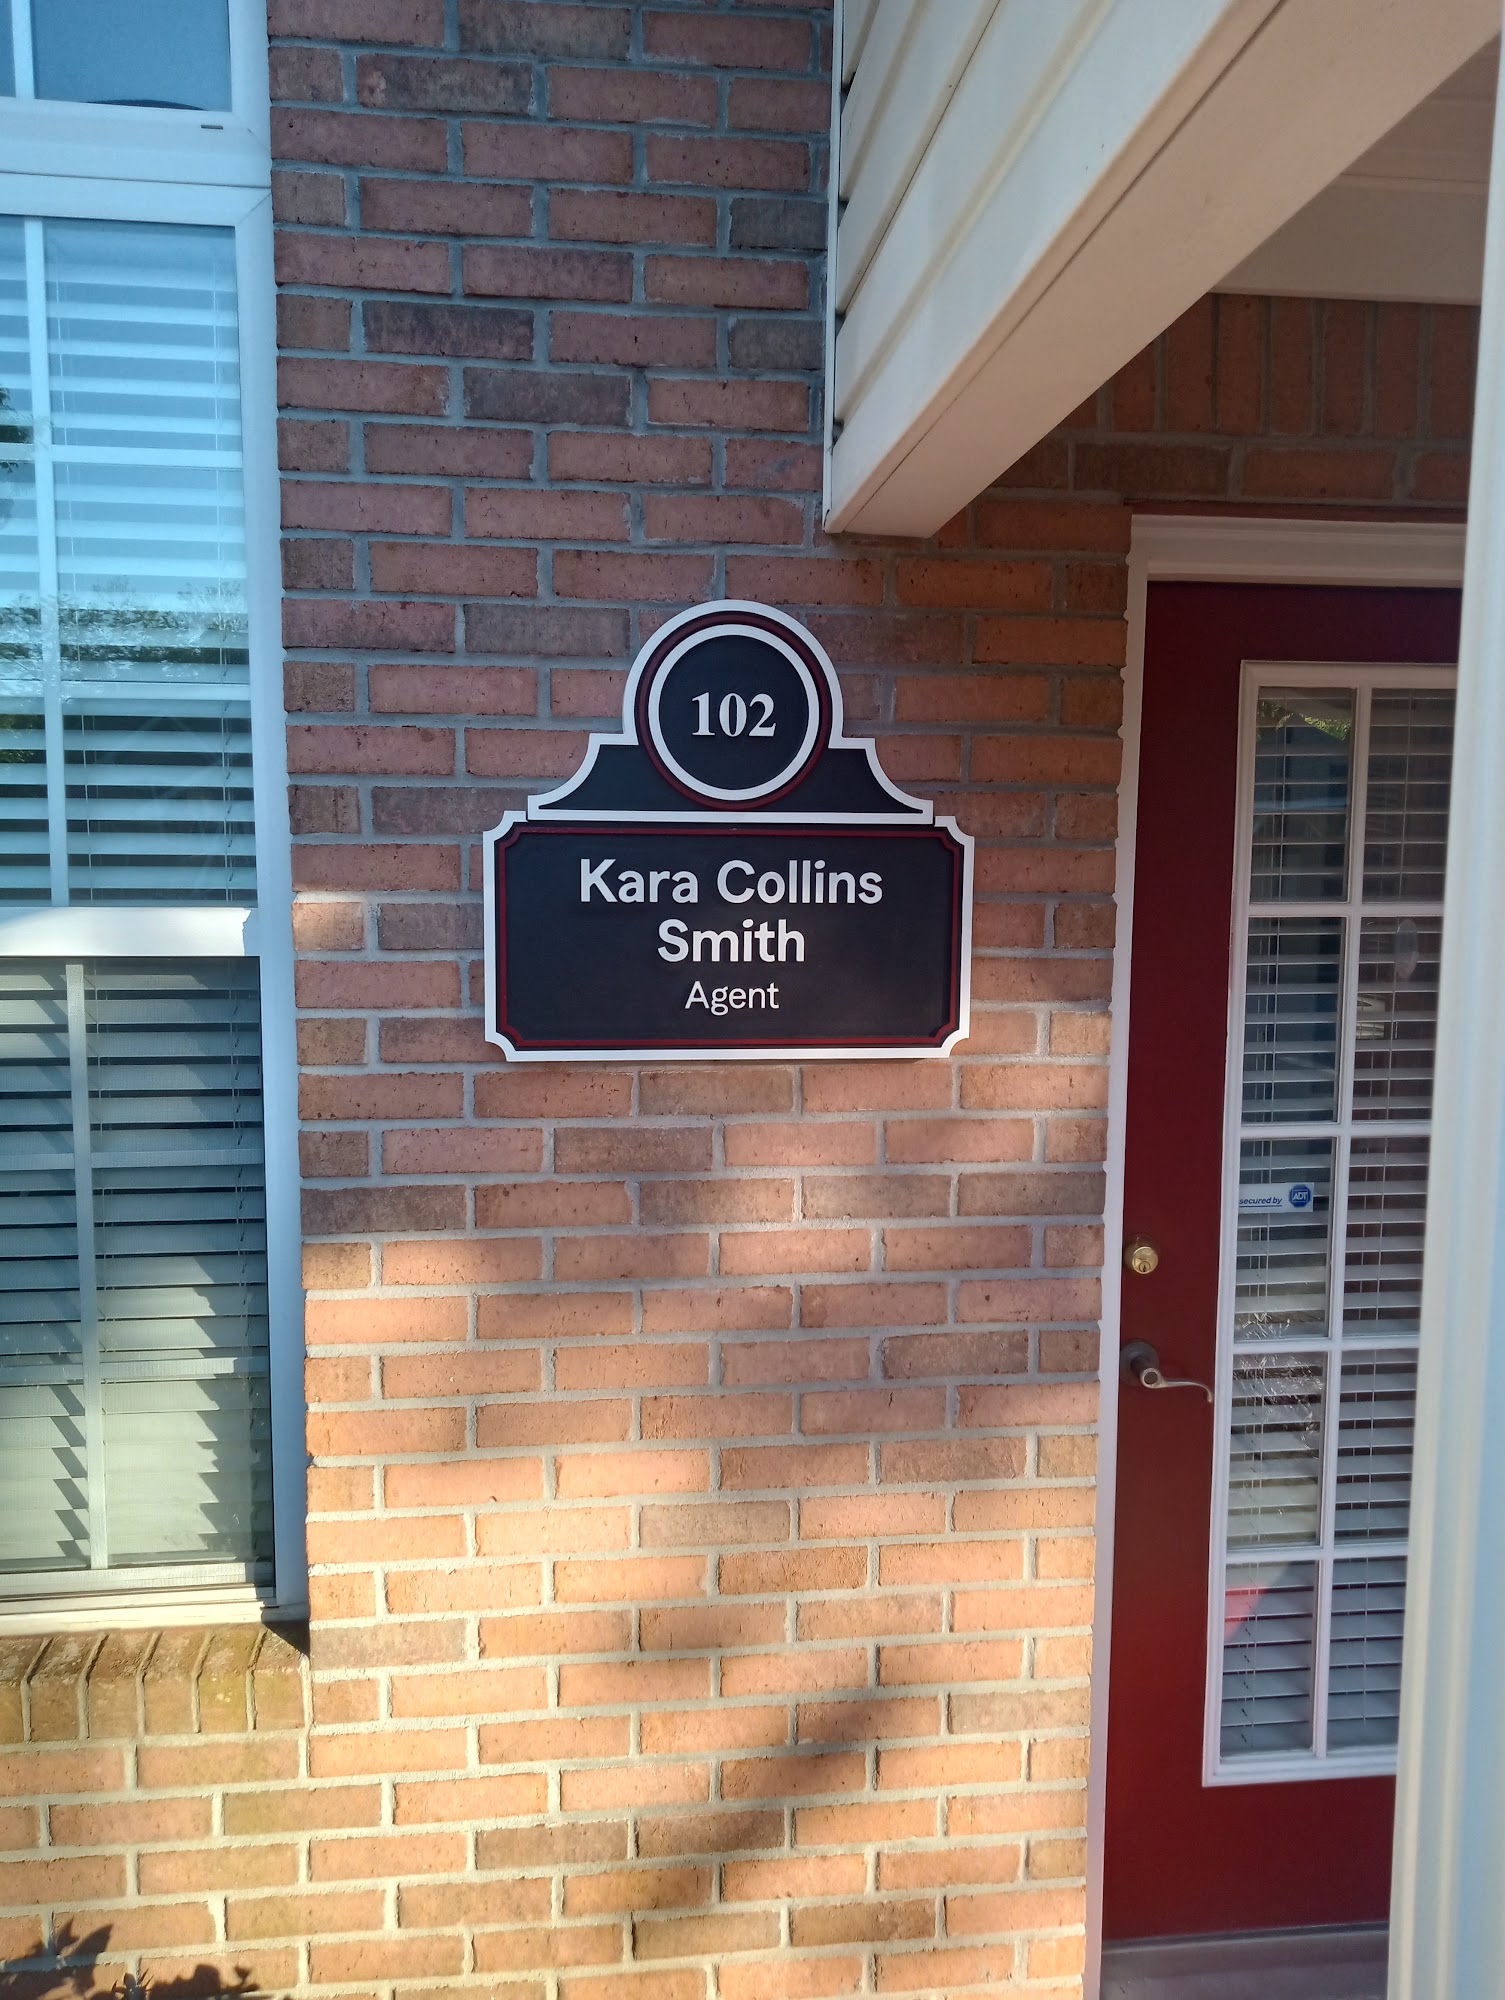 102
Kara Collins
Smith
Agent
secured by ADT